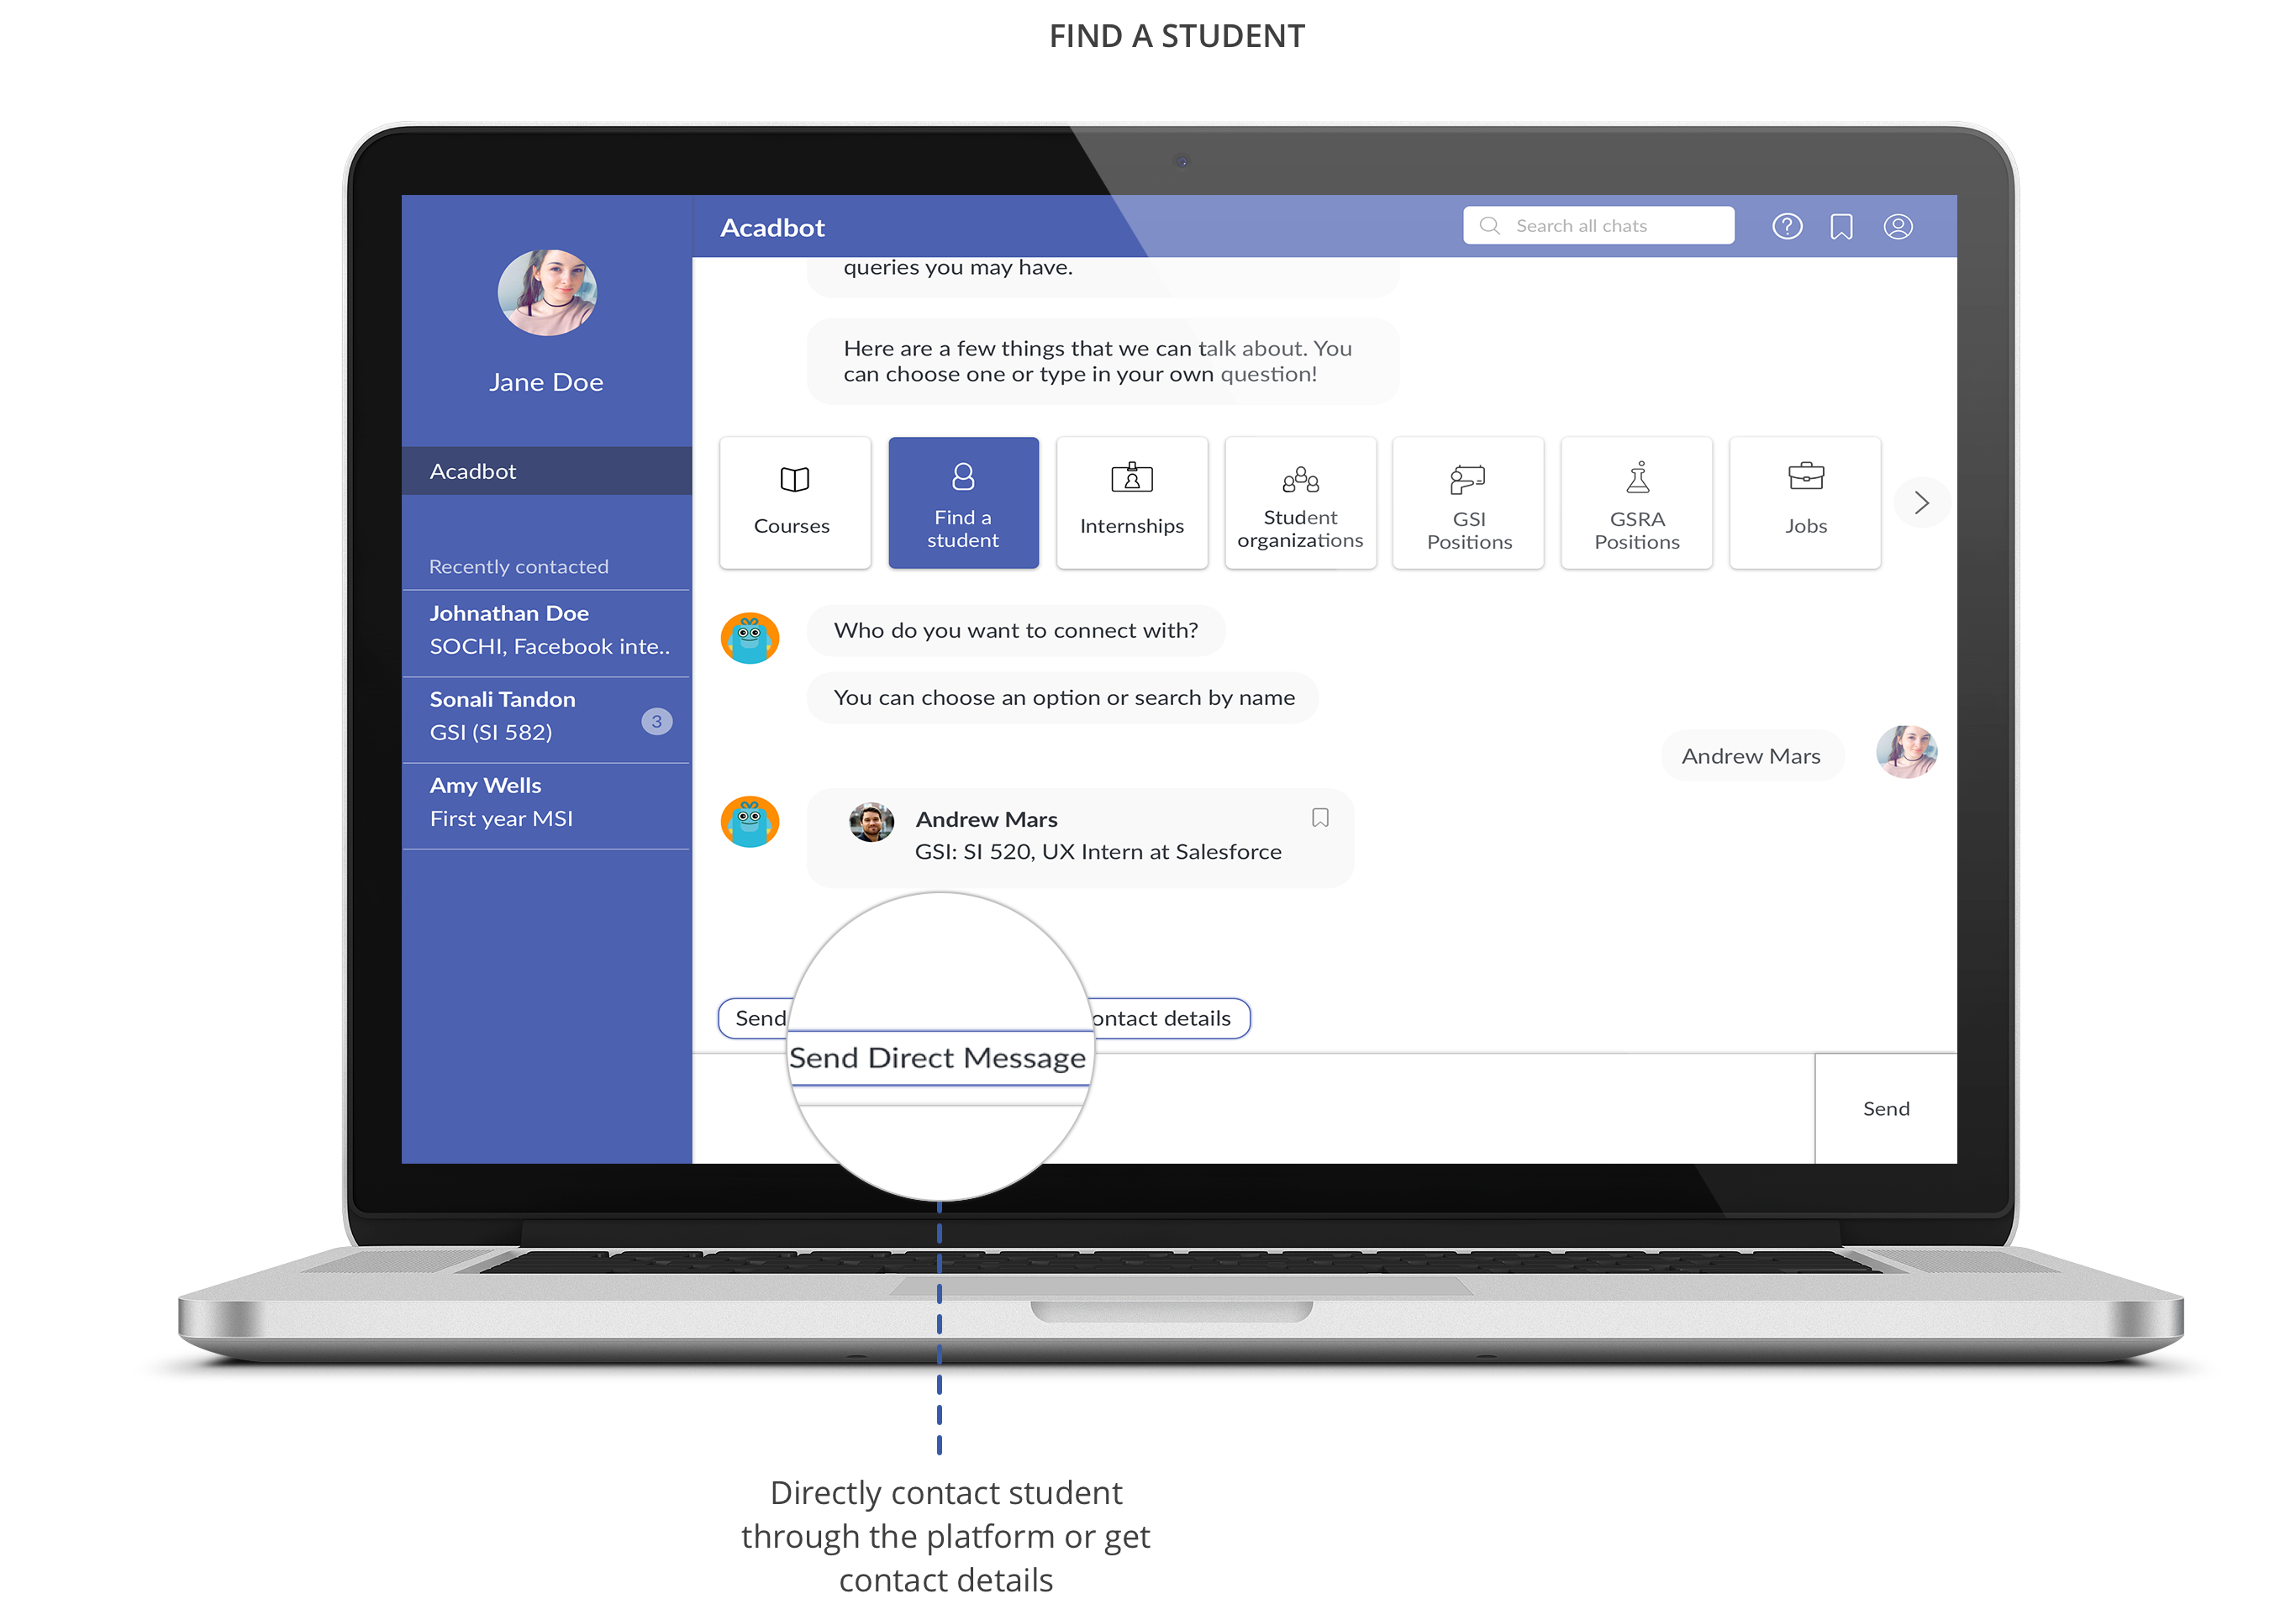 FIND A STUDENT
Acadbot
Search all chats
Jane Doe
Acadbot
Recently contacted
Johnathan Doe
SOCHI, Facebook inte..
Sonali Tandon
GSI (SI 582)
3
Amy Wells
First year MSI
queries you may have.
Here are a few things that we can talk about. You
can choose one or type in your own question!
Courses
Find a
student
Internships
Student
organizations
GSI
Positions
GSRA
Positions
Jobs
Who do you want to connect with?
You can choose an option or search by name
Andrew Mars
Andrew Mars
GSI: SI 520, UX Intern at Salesforce
Send
ontact details
Send Direct Message
Send
Directly contact student
through the platform or get
contact details